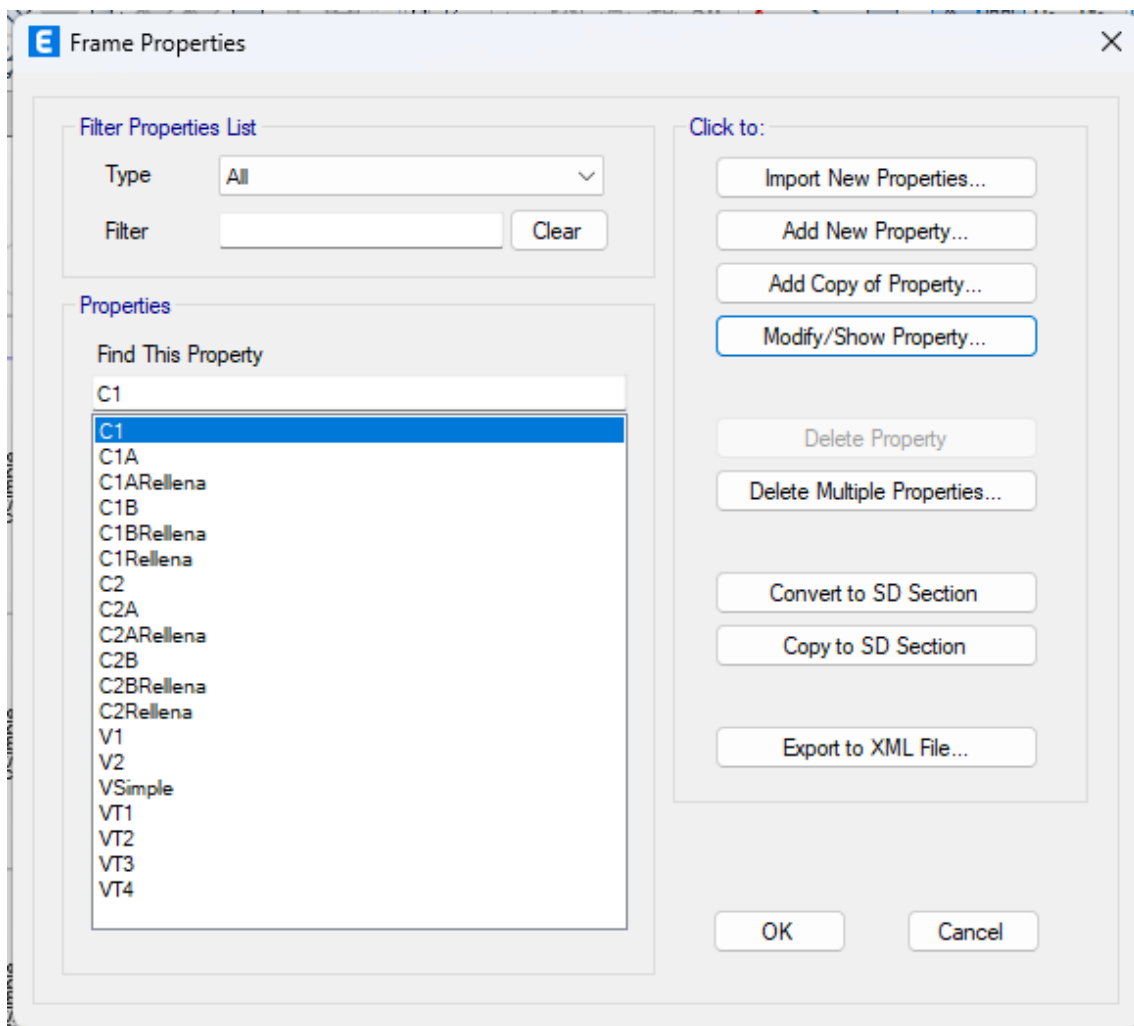 Frame Properties
Filter Properties List
Type
All
Filter
Clear
Properties
Find This Property
C1
C1
C1A
C1ARellena
C1B
C1BRellena
C1Rellena
C2
C2A
C2ARellena
C2B
C2BRellena
C2Rellena
V1
V2
VSimple
VT1
VT2
VT3
VT4
Click to:
Import New Properties...
Add New Property...
Add Copy of Property...
Modify/Show Property...
Delete Property
Delete Multiple Properties...
Convert to SD Section
Copy to SD Section
Export to XML File...
OK
Cancel